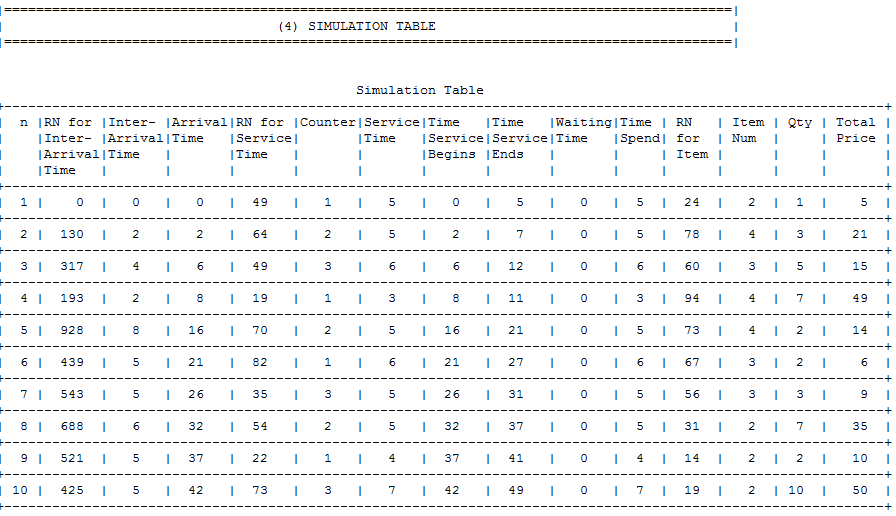 (4) SIMULATION TABLE
Simulation Table
n |RN for |Inter- |Arrival|RN for |Counter|Service|Time |Time |Waiting|Time | RN | Item | Qty | Total
|Inter- |Arrival|Time |Service| |Time |Service|Service|Time |Spend| for | Num | | Price |
|Arrival|Time | |Time | | |Begins |Ends | | | Item | | | |
|Time | | | | | | | | | | | | | |
1 | 0 | 0 | 0 | 49 | 1 | 5 | 0 | 5 | 0 | 5 | 24 | 2 | 1 | 5 |
2 | 130 | 2 | 2 | 64 | 2 | 5 | 2 | 7 | 0 | 5 | 78 | 4 | 3 | 21 |
3 | 317 | 4 | 6 | 49 | 3 | 6 | 6 | 12 | 0 | 6 | 60 | 3 | 5 | 15 |
4 | 193 | 2 | 8 | 19 | 1 | 3 | 8 | 11 | 0 | 3 | 94 | 4 | 7 | 49 |
5 | 928 | 8 | 16 | 70 | 2 | 5 | 16 | 21 | 0 | 5 | 73 | 4 | 2 | 14 |
6 | 439 | 5 | 21 | 82 | 1 | 6 | 21 | 27 | 0 | 6 | 67 | 3 | 2 | 6 |
7 | 543 | 5 | 26 | 35 | 3 | 5 | 26 | 31 | 0 | 5 | 56 | 3 | 3 | 9 |
8 | 688 | 6 | 32 | 54 | 2 | 5 | 32 | 37 | 0 | 5 | 31 | 2 | 7 | 35 |
9 | 521 | 5 | 37 | 22 | 1 | 4 | 37 | 41 | 0 | 4 | 14 | 2 | 2 | 10 |
10 | 425 | 5 | 42 | 73 | 3 | 7 | 42 | 49 | 0 | 7 | 19 | 2 | 10 | 50 |